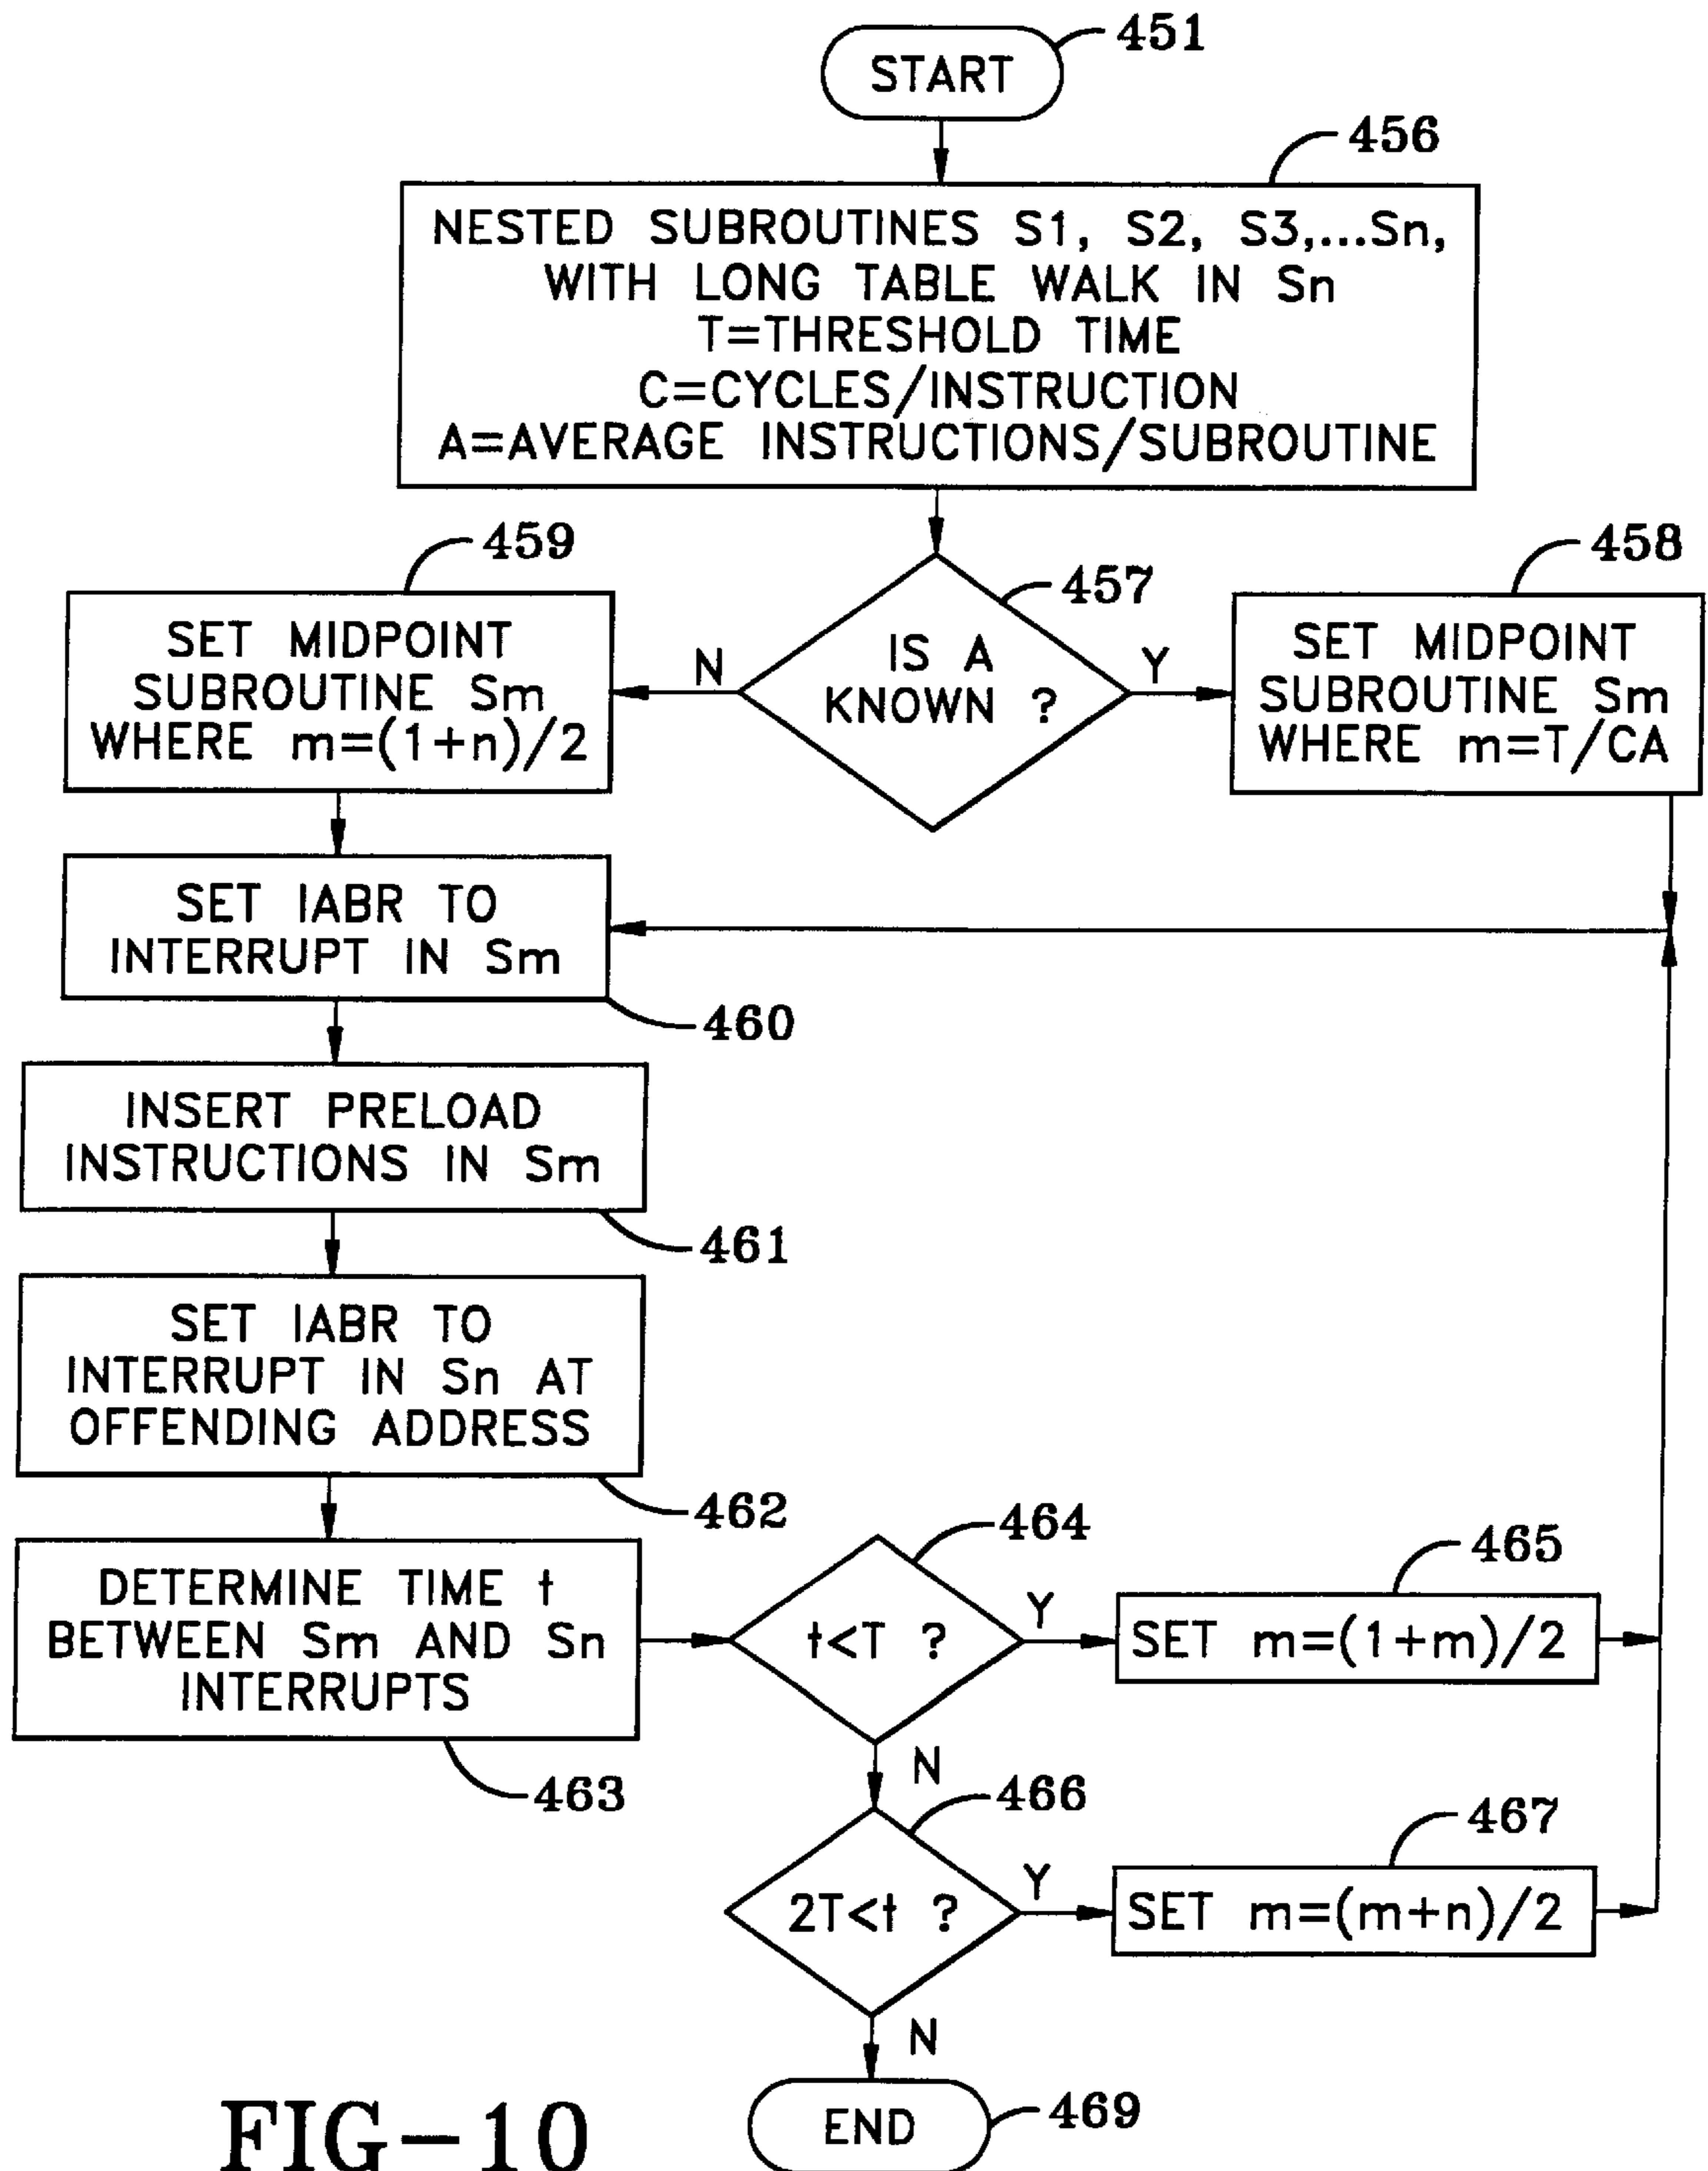 START
451
456
NESTED SUBROUTINES S1, S2, S3,...Sn,
WITH LONG TABLE WALK IN Sn
T=THRESHOLD TIME
C=CYCLES/INSTRUCTION
A=AVERAGE INSTRUCTIONS/SUBROUTINE
459
457
458
SET MIDPOINT
SUBROUTINE Sm
WHERE m=(1+n)/2
N
IS A
KNOWN ?
Y
SET MIDPOINT
SUBROUTINE Sm
WHERE m=T/CA
SET IABR TO
INTERRUPT IN Sm
460
INSERT PRELOAD
INSTRUCTIONS IN Sm
461
SET IABR TO
INTERRUPT IN Sn AT
OFFENDING ADDRESS
462
DETERMINE TIME t
BETWEEN Sm AND Sn
INTERRUPTS
463
464
t<T ?
Y
465
SET m=(1+m)/2
N
466
2T<t ?
Y
467
SET m=(m+n)/2
N
END
469
FIG-10